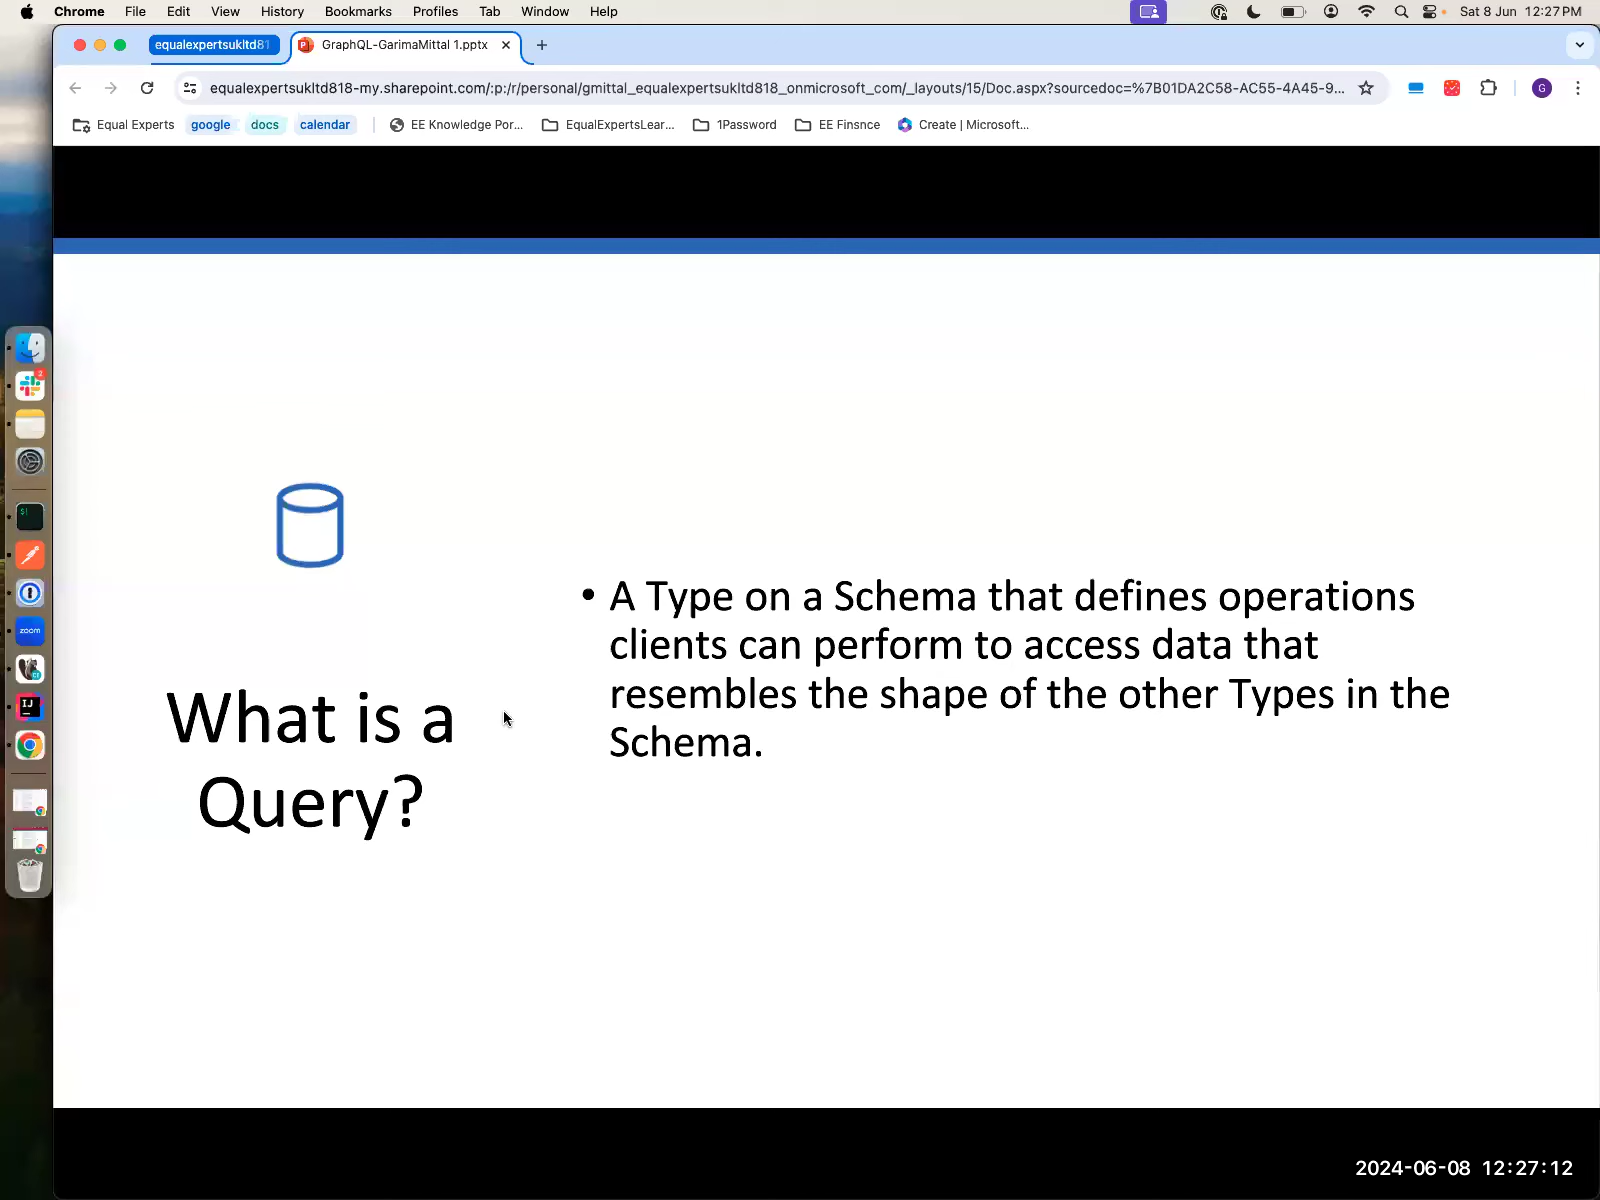 Chrome File Edit View History Bookmarks Profiles Tab Window Help Sat 8 Jun 12:27 PM
equalexpertsukltd81 GraphQL-GarimaMittal 1.pptx
equalexpertsukltd818-my.sharepoint.com/:p:/r/personal/gmittal_equalexpertsukltd818_onmicrosoft_com/_layouts/15/Doc.aspx?sourcedoc=%7B01DA2C58-AC55-4A45-9... G
Equal Experts google docs calendar EE Knowledge Por... EqualExpertsLear... 1Password EE Finsnce Create | Microsoft...
2
$|
zoom
IJ
What is a
Query?
• A Type on a Schema that defines operations
clients can perform to access data that
resembles the shape of the other Types in the
Schema.
2024-06-08 12:27:12